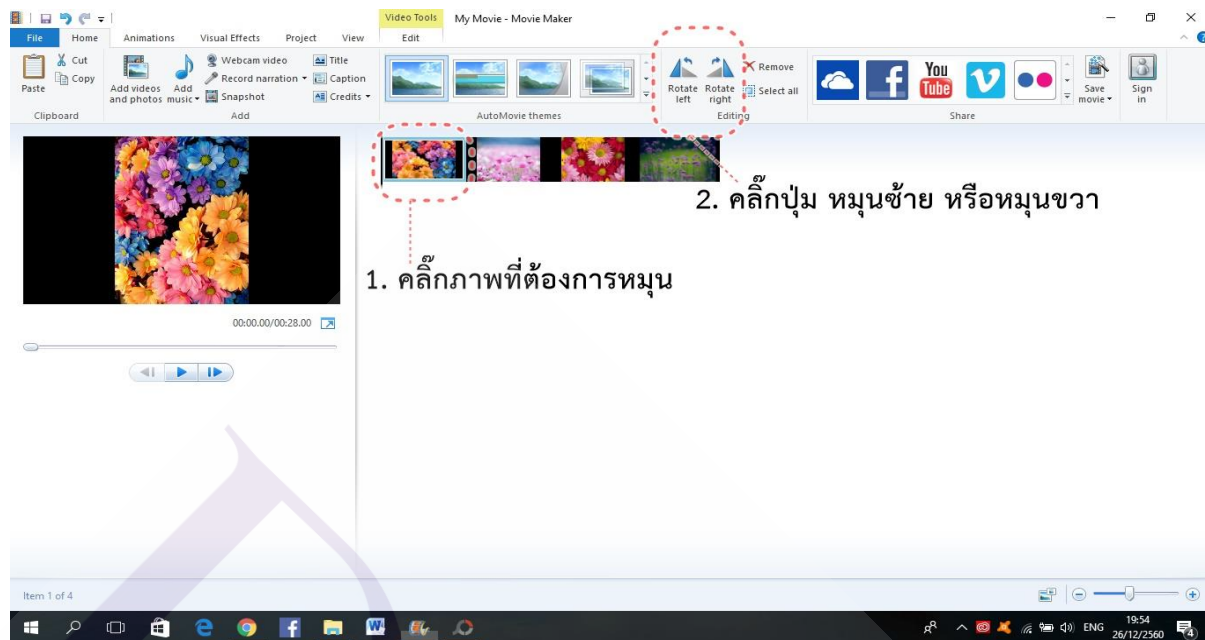 Video Tools
My Movie - Movie Maker
File Home Animations Visual Effects Project View Edit
Paste
Cut
Copy
Clipboard
Add videos and photos
Add music
Webcam video
Record narration
Snapshot
Title
Caption
Credits
Add
AutoMovie themes
Rotate left
Rotate right
Remove
Select all
Editing
You Tube
Share
Save movie
Sign in
2. คลิ๊กปุ่ม หมุนซ้าย หรือหมุนขวา
1. คลิ๊กภาพที่ต้องการหมุน
00:00.00/00:28.00
Item 1 of 4
ENG
19:54
26/12/2560